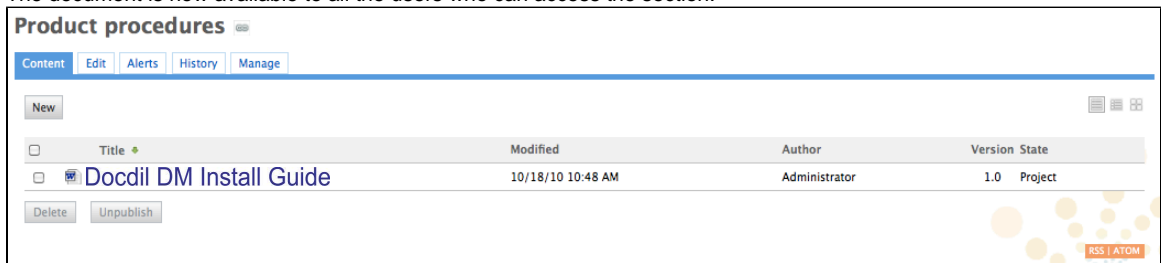 The document is now available to all the users who can access the section.
Product procedures
Content Edit Alerts History Manage
New
Title Modified Author Version State
Docdil DM Install Guide 10/18/10 10:48 AM Administrator 1.0 Project
Delete Unpublish
RSS | ATOM